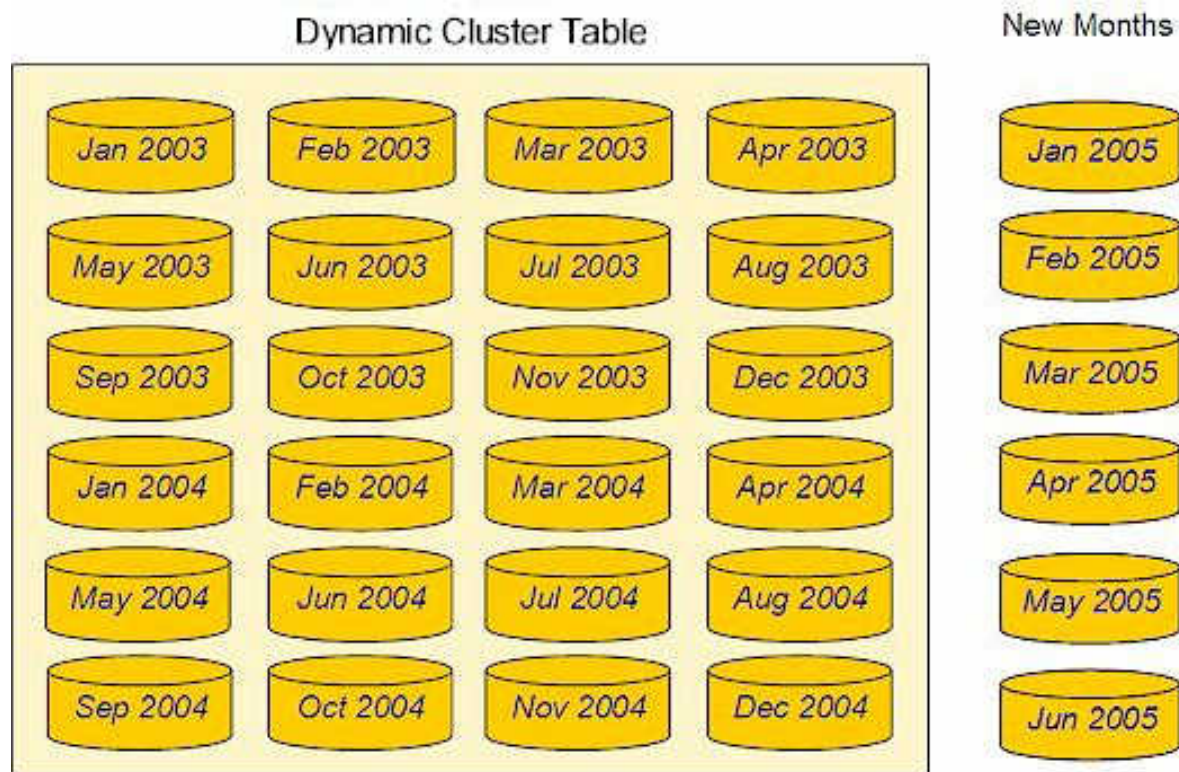 Dynamic Cluster Table
New Months
Jan 2003 Feb 2003 Mar 2003 Apr 2003
Jan 2005
May 2003 Jun 2003 Jul 2003 Aug 2003
Feb 2005
Sep 2003 Oct 2003 Nov 2003 Dec 2003
Mar 2005
Jan 2004 Feb 2004 Mar 2004 Apr 2004
Apr 2005
May 2004 Jun 2004 Jul 2004 Aug 2004
May 2005
Sep 2004 Oct 2004 Nov 2004 Dec 2004
Jun 2005